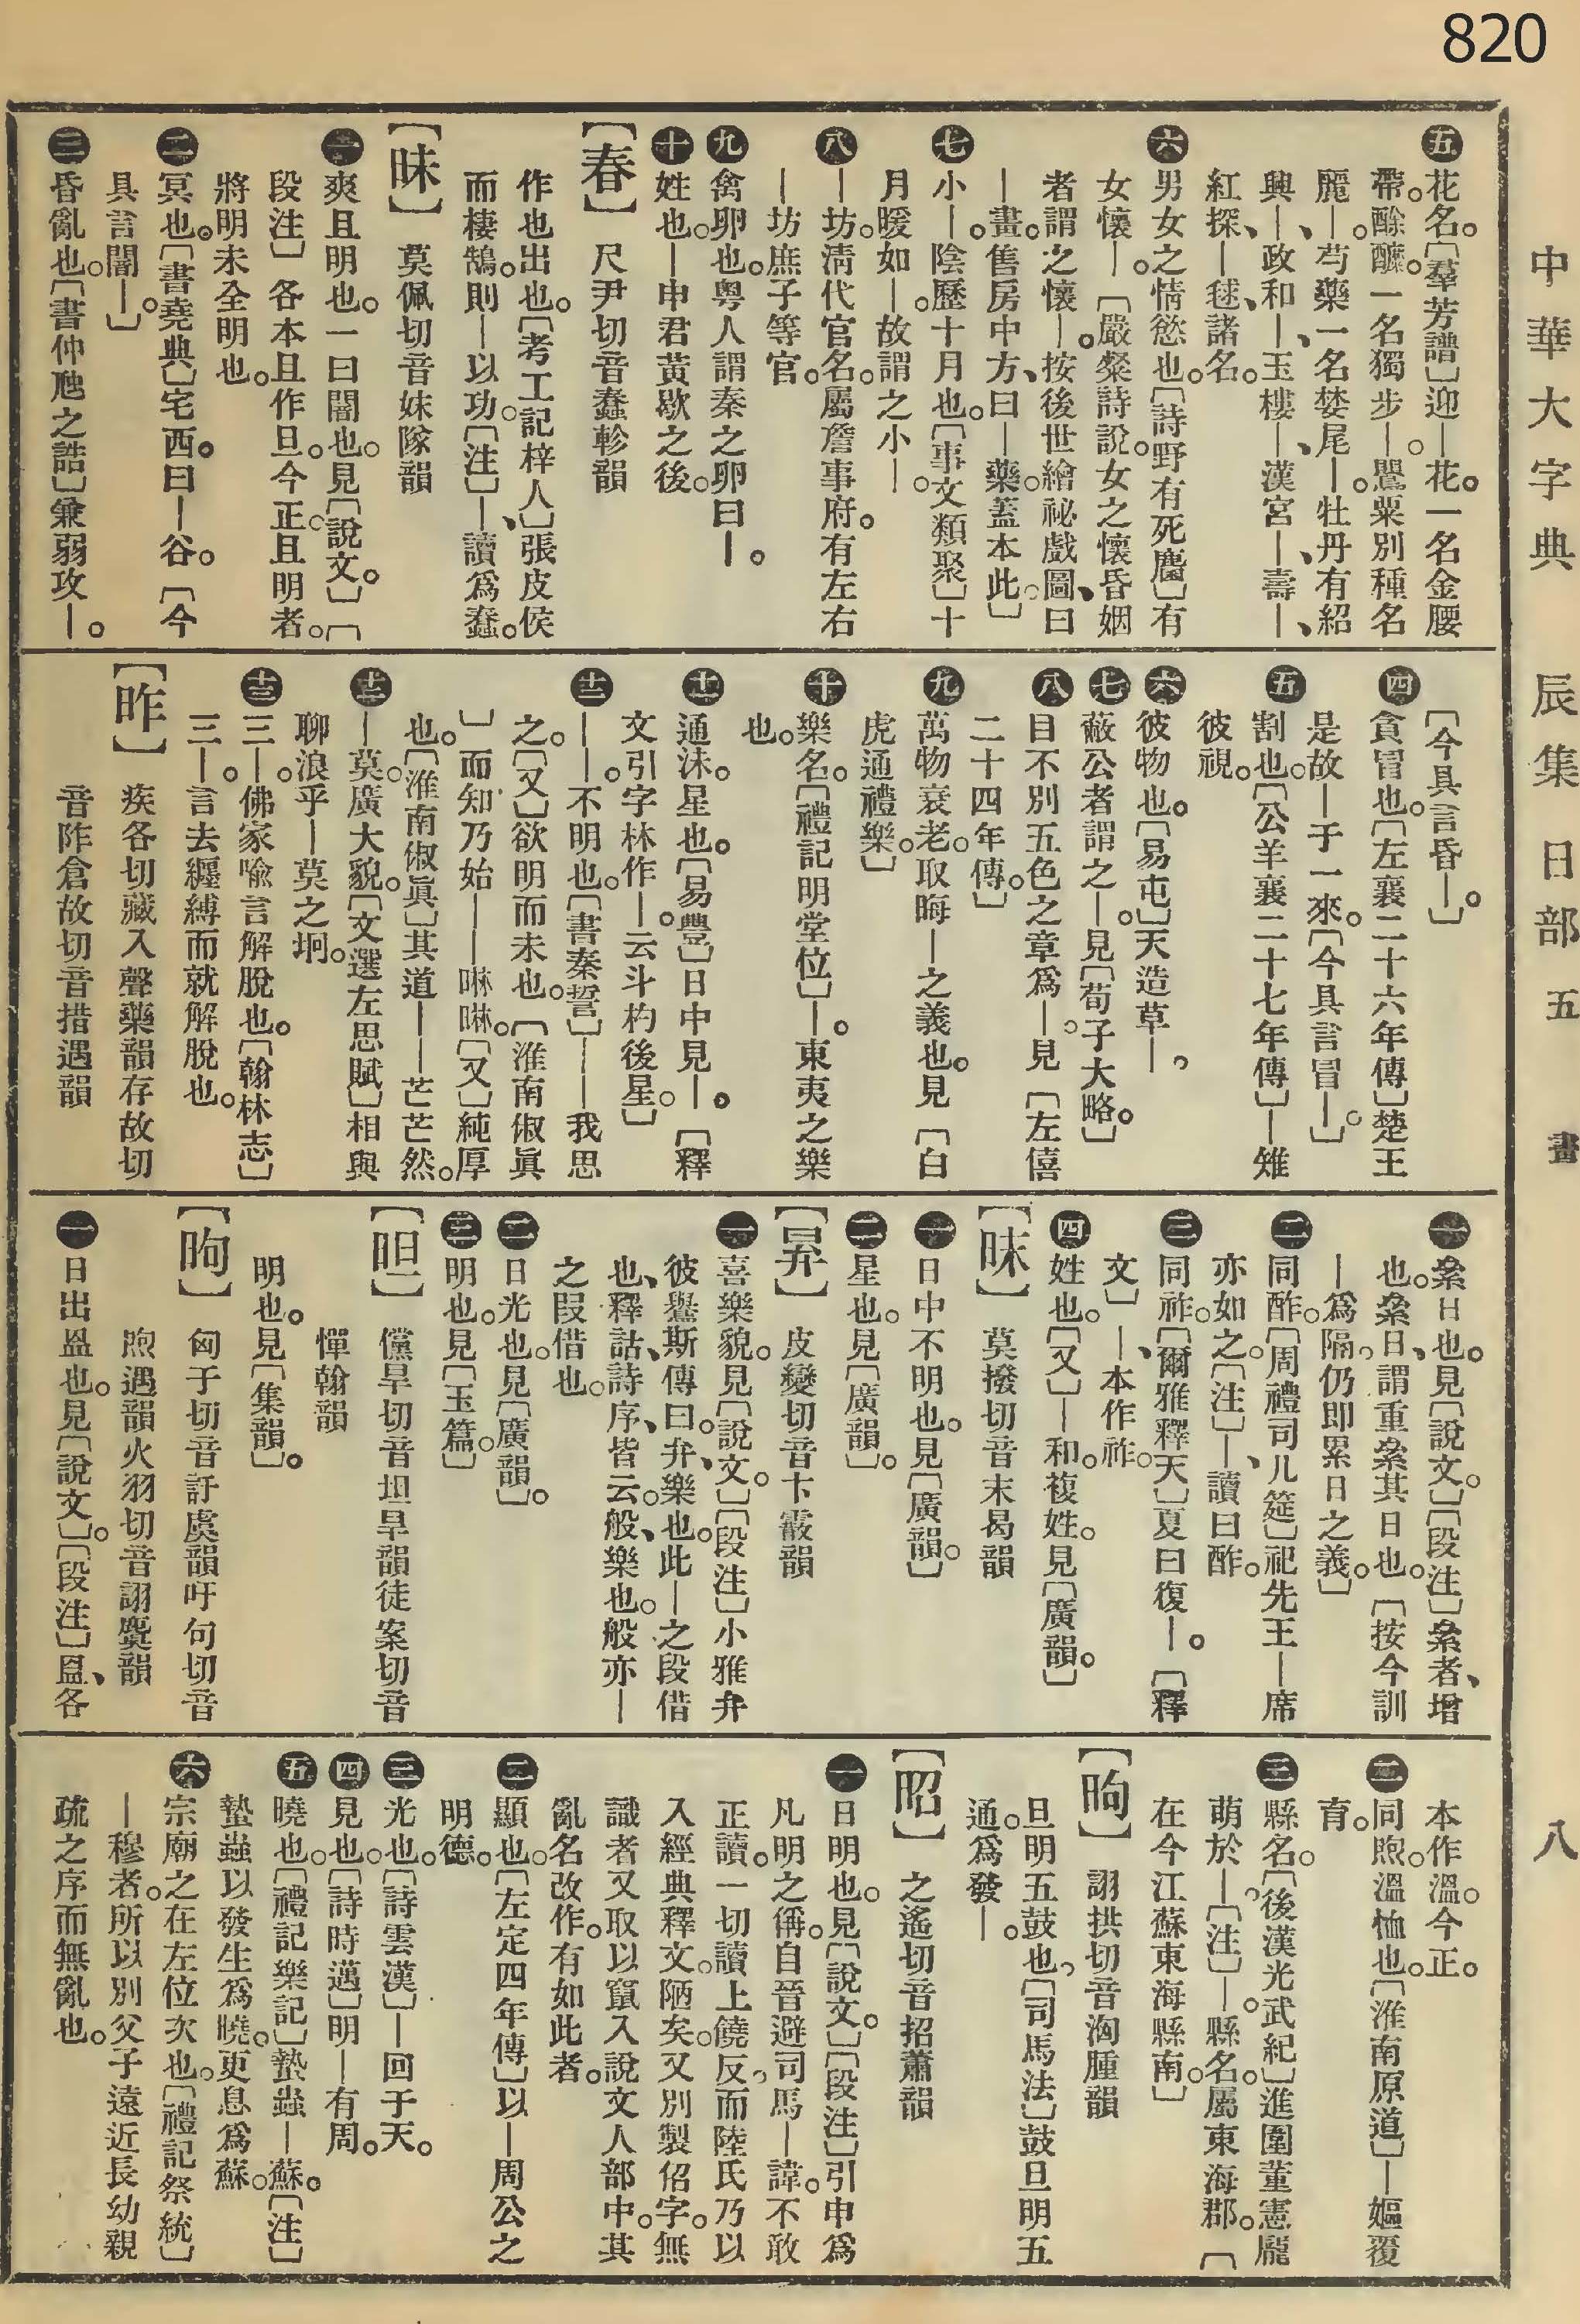 820
中華大字典 辰集 日部 五畫 八
五花名。〔羣芳譜〕迎—花。一名金腰
帶。酴醾。一名獨步—。罌粟別種名
麗—。芍藥一名婪尾—。牡丹有紹
興—、政和—、玉樓—、漢宮—、壽—、
紅、探—毬、諸名。
六男女之情慾也。〔詩野有死麕〕有
女懷—。〔嚴粲詩說。女之懷昏姻
者謂之懷—。按後世繪祕戲圖、曰
—畫。售房中方、曰—藥。蓋本此。〕
七小—。陰歷十月也。〔事文類聚〕十
月暖如—。故謂之小—。
八—坊。清代官名。屬詹事府。有左右
—坊庶子等官。
九禽卵也。粵人謂秦之卵曰—。
十姓也。—申君黃歇之後。
〔春〕 尺尹切音蠢軫韻
作也出也。〔考工記梓人〕張皮侯
而棲鵠。則—以功。〔注〕—、讀爲蠢。
〔昧〕 莫佩切音妹隊韻
一爽且明也。一曰闇也。見〔說文。〕〔
段注〕各本且作旦。今正。且明者。
將明未全明也。
二冥也。〔書堯典〕宅西。曰—谷。〔今
具言闇—。〕
三昏亂也。〔書仲虺之誥〕兼弱攻—。
〔今具言昏—。〕
四貪冒也。〔左襄二十六年傳〕楚王
是故—于一來。〔今具言冒—。〕
五割也。〔公羊襄二十七年傳〕—雉
彼視。
六彼物也。〔易屯〕天造草—。
七蔽公者謂之—。見〔荀子大略。〕
八目不別五色之章爲—。見〔左僖
二十四年傳。〕
九萬物衰老。取晦—之義也。見〔白
虎通禮樂。〕
十樂名。〔禮記明堂位〕—。東夷之樂
也。
十一通沬。星也。〔易豐〕日中見—。〔釋
文引字林作—。云斗杓後星。〕
十二——。不明也。〔書秦誓〕——我思
之。〔又〕欲明而未也。〔淮南俶眞
〕而知乃始——啉啉。〔又〕純厚
也。〔淮南俶眞〕其道——芒芒然。
十三—莫。廣大貌。〔文選左思賦〕相與
聊浪乎—莫之坰。
十三三—。佛家喩言解脫也。〔翰林志〕
三—。言去纏縛而就解脫也。
〔昨〕 疾各切藏入聲藥韻存故切
音阼倉故切音措遇韻
一絫日也。見〔說文。〕〔段注〕絫者、增
也。絫日、謂重絫其日也。〔按今訓
—爲隔。仍卽累日之義。〕
二同酢。〔周禮司几筵〕祀先王—席
亦如之。〔注〕—、讀曰酢。
三同祚。〔爾雅釋天〕夏曰復—。〔釋
文〕—、本作祚。
四姓也。〔又〕—和。複姓。見〔廣韻。〕
〔昩〕 莫撥切音末曷韻
一日中不明也。見〔廣韻。〕
二星也。見〔廣韻。〕
〔昪〕 皮變切音卞霰韻
一喜樂貌。見〔說文。〕〔段注〕小雅弁
彼鸒斯傳曰。弁、樂也。此—之段借
也、釋詁、詩序、皆云。般、樂也。般亦—
之叚借也。
二日光也。見〔廣韻〕。
三明也。見〔玉篇。〕
〔呾〕 儻旱切音坦旱韻徒案切音
憚翰韻
明也。見〔集韻〕。
〔昫〕 匈于切音訏虞韻吁句切音
煦遇韻火羽切音詡麌韻
一日出𥁕也。見〔說文〕。〔段注〕𥁕、各
本作溫。今正。
二同煦。溫恤也。〔淮南原道〕—嫗覆
育。
三縣名。〔後漢光武紀〕進圍董憲龐
萌於—。〔注〕—。縣名。屬東海郡。〔
在今江蘇東海縣南。〕
〔昫〕 詡拱切音洶腫韻
旦明五鼓也。〔司馬法〕鼓旦明五
通。爲發—。
〔昭〕 之遙切音招蕭韻
一日明也。見〔說文。〕〔段注〕引申爲
凡明之稱。自晉避司馬—諱。不敢
正讀。一切讀上饒反。而陸氏乃以
入經典釋文。陋矣。又別製佋字。無
識者又取以竄入說文人部中。其
亂名改作。有如此者。
二顯也。〔左定四年傳〕以—周公之
明德。
三光也。〔詩雲漢〕—回于天。
四見也。〔詩時邁〕明—有周。
五曉也。〔禮記樂記〕蟄蟲—蘇。〔注〕
蟄蟲以發生爲曉。更息爲蘇。
六宗廟之在左位次也。〔禮記祭統〕
—穆者。所以別父子遠近長幼親
疏之序而無亂也。